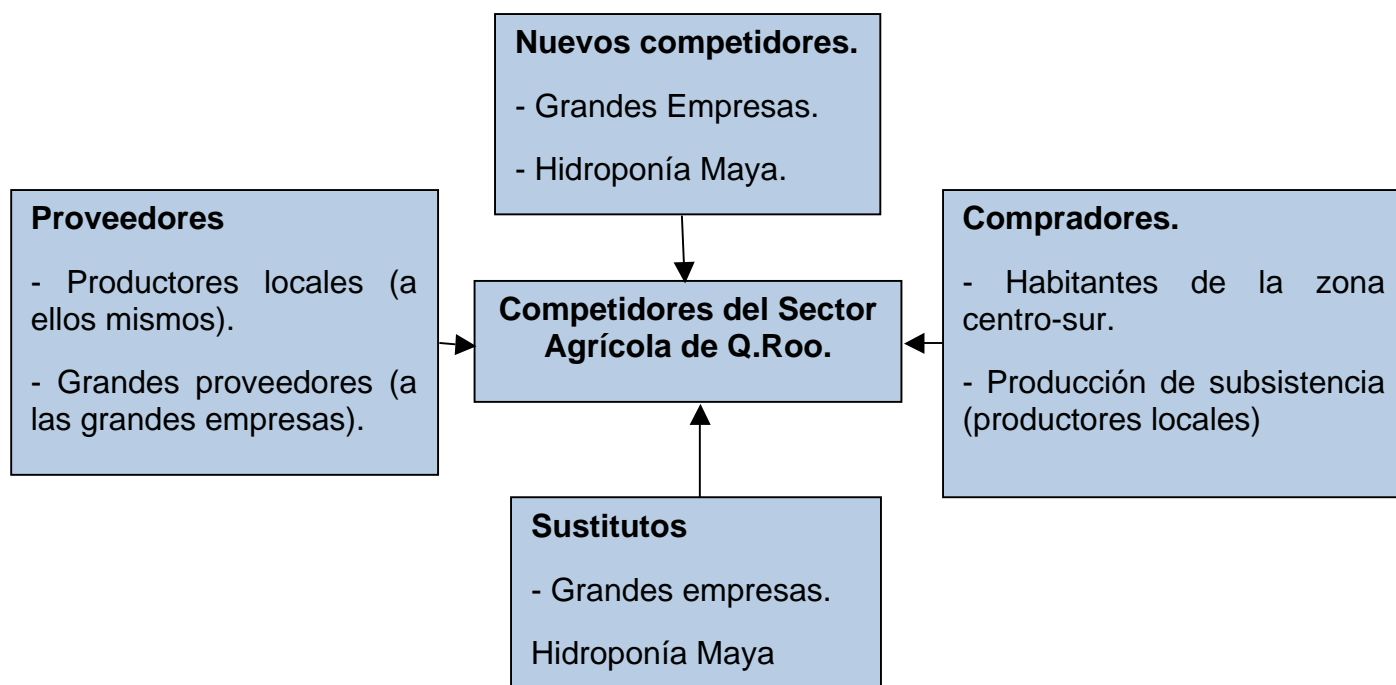 Nuevos competidores.
- Grandes Empresas.
- Hidroponía Maya.
Proveedores
- Productores locales (a
ellos mismos).
- Grandes proveedores (a
las grandes empresas).
Competidores del Sector
Agrícola de Q.Roo.
Compradores.
- Habitantes de la zona
centro-sur.
- Producción de subsistencia
(productores locales)
Sustitutos
- Grandes empresas.
Hidroponía Maya